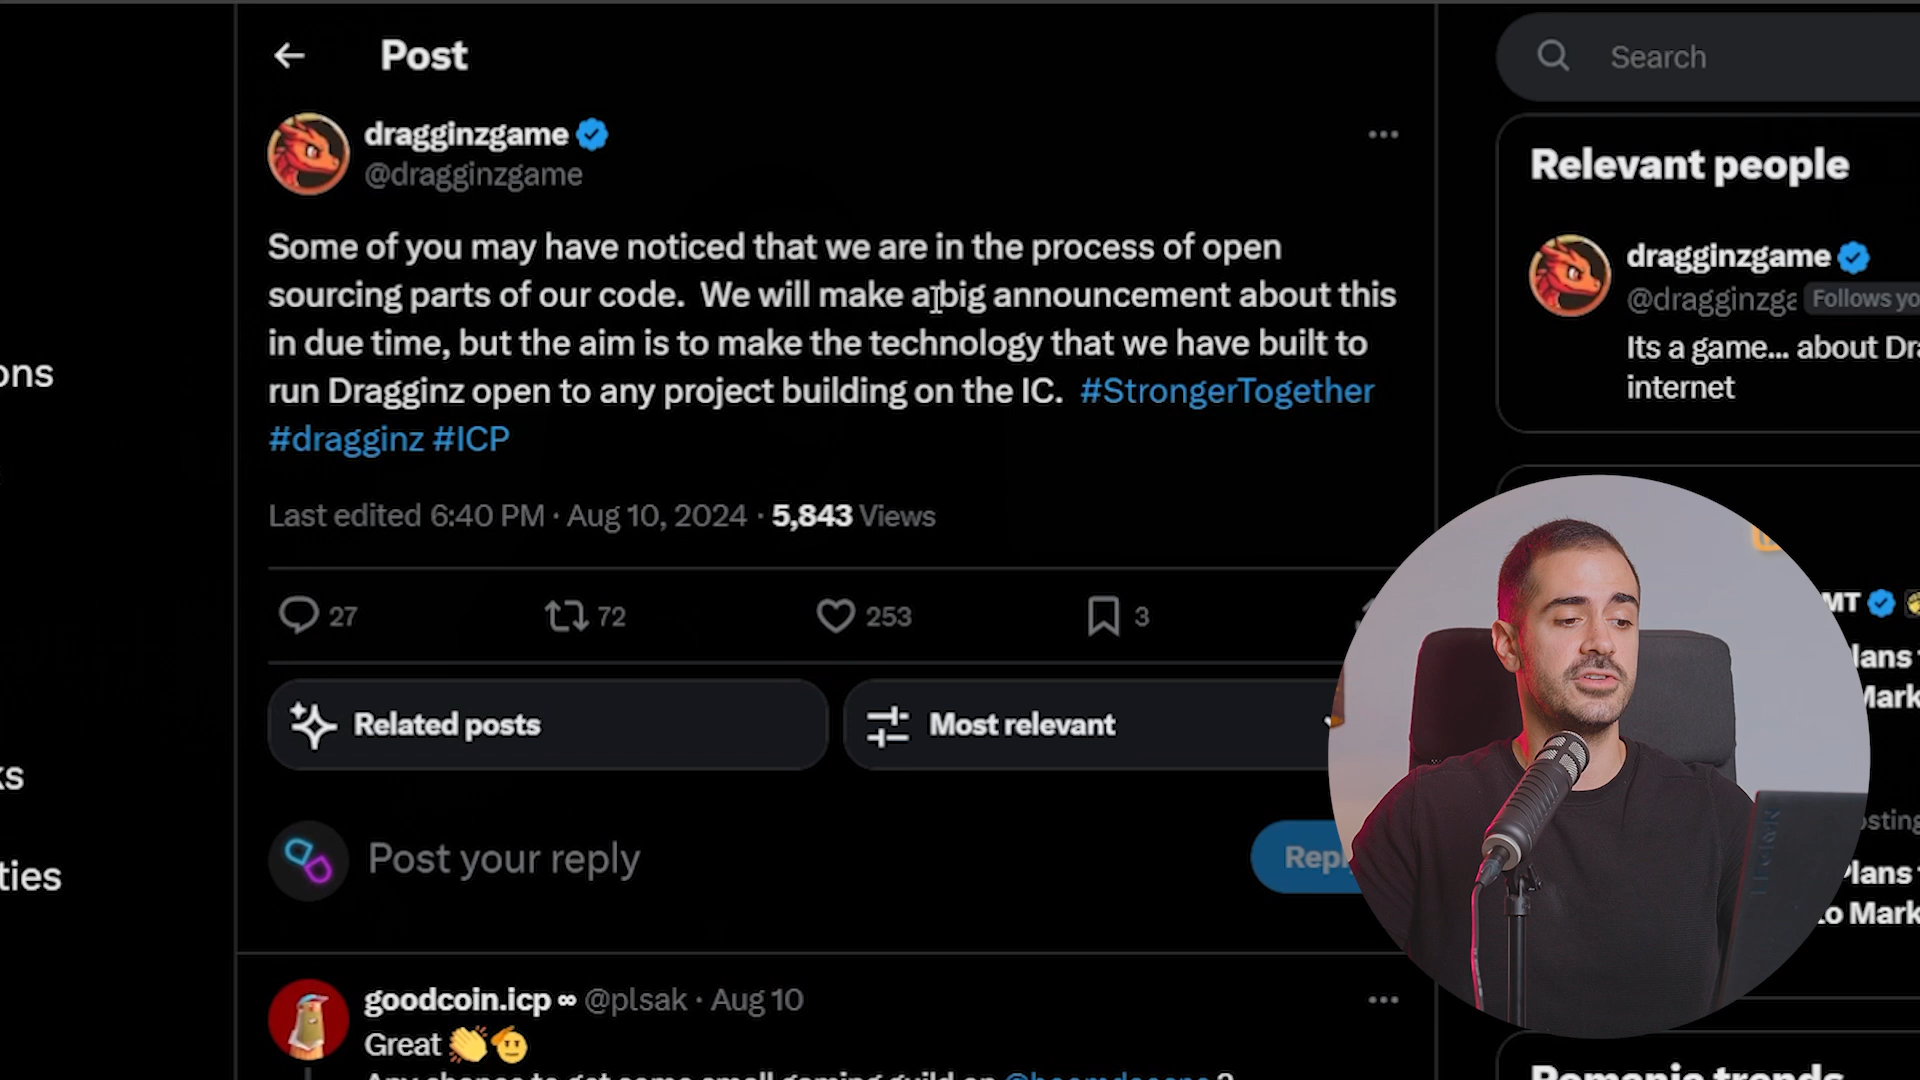 Post
Search
dragginzgame
@dragginzgame
Some of you may have noticed that we are in the process of open
sourcing parts of our code.  We will make a big announcement about this
in due time, but the aim is to make the technology that we have built to
run Dragginz open to any project building on the IC.  #StrongerTogether
#dragginz #ICP
Last edited 6:40 PM · Aug 10, 2024 · 5,843 Views
27 72 253 3
Related posts
Most relevant
Post your reply
goodcoin.icp ∞ @plsak · Aug 10
Great 👏🫡
Relevant people
dragginzgame
@dragginzga Follows yo
Its a game... about Dra
internet
ons
ks
ties
MT
Mark
to Mark
Romania trends